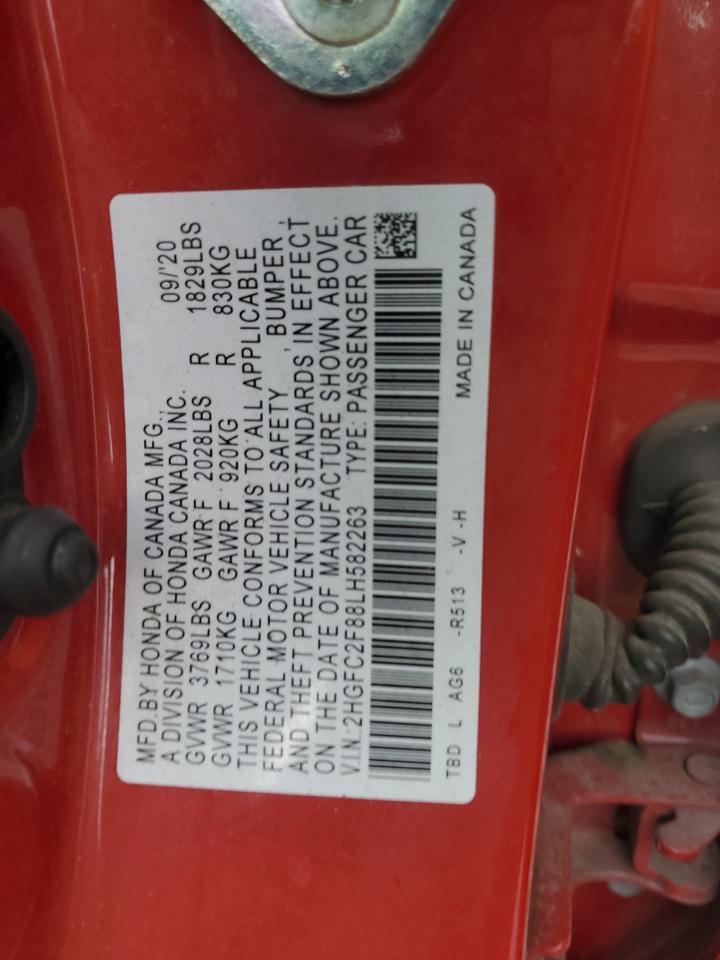 MFD.BY HONDA OF CANADA MFG., 09/'20
A DIVISION OF HONDA CANADA INC.
GVWR 3769LBS GAWR F 2028LBS R 1829LBS
GVWR 1710KG GAWR F 920KG R 830KG
THIS VEHICLE CONFORMS TO ALL APPLICABLE
FEDERAL MOTOR VEHICLE SAFETY , BUMPER ,
AND THEFT PREVENTION STANDARDS IN EFFECT
ON THE DATE OF MANUFACTURE SHOWN ABOVE.
V.I.N.:2HGFC2F88LH582263 TYPE: PASSENGER CAR
TBD L AG6 -R513 -V -H MADE IN CANADA